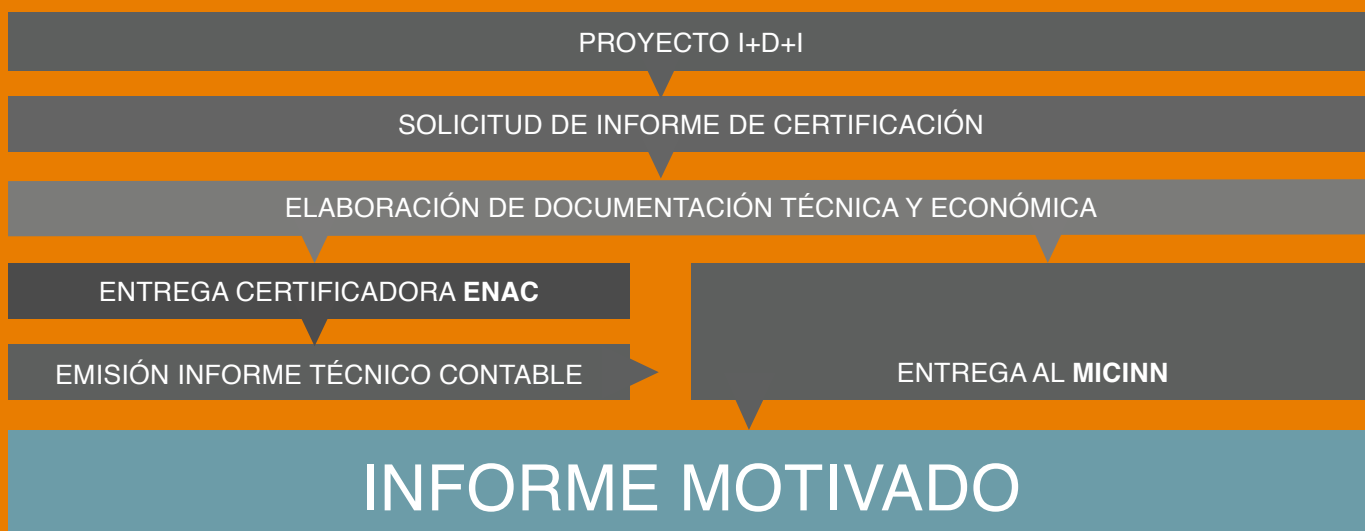 PROYECTO I+D+I
SOLICITUD DE INFORME DE CERTIFICACIÓN
ELABORACIÓN DE DOCUMENTACIÓN TÉCNICA Y ECONÓMICA
ENTREGA CERTIFICADORA ENAC
EMISIÓN INFORME TÉCNICO CONTABLE
ENTREGA AL MICINN
INFORME MOTIVADO